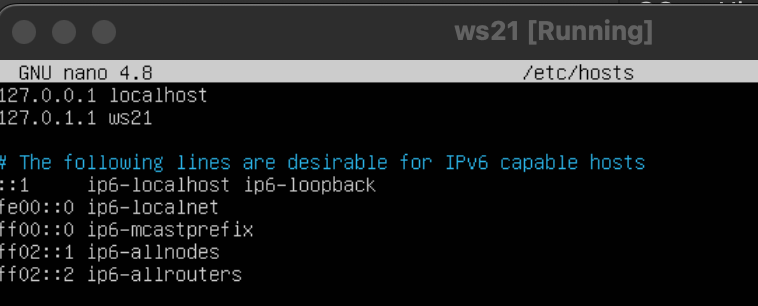 ws21 [Running]
GNU nano 4.8 /etc/hosts
127.0.0.1 localhost
127.0.1.1 ws21
# The following lines are desirable for IPv6 capable hosts
::1 ip6-localhost ip6-loopback
fe00::0 ip6-localnet
ff00::0 ip6-mcastprefix
ff02::1 ip6-allnodes
ff02::2 ip6-allrouters